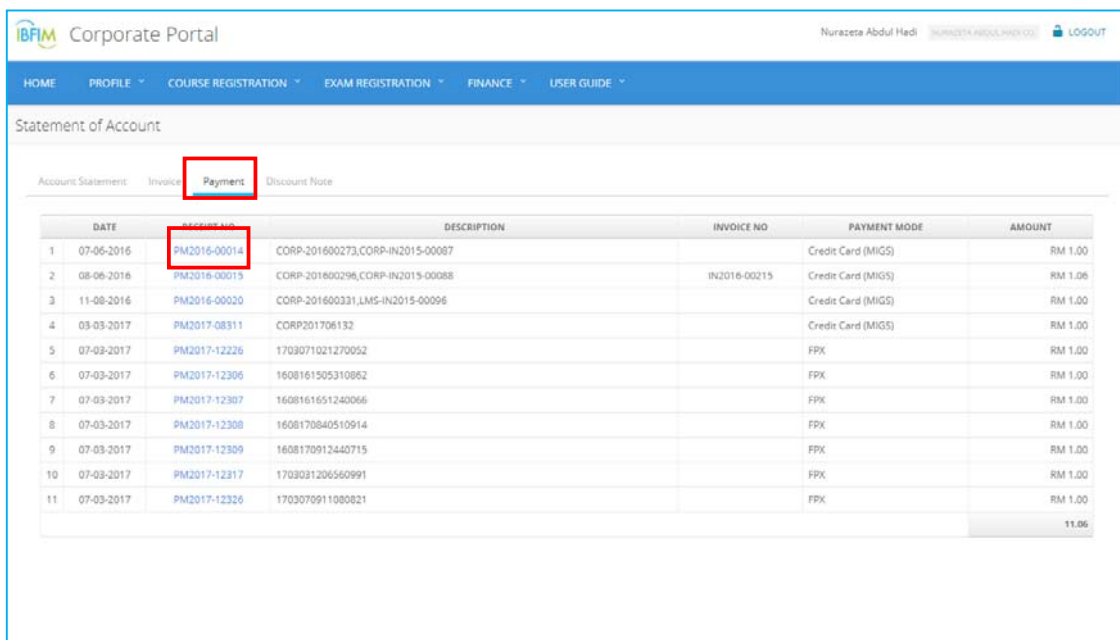 IBFIM Corporate Portal Nurazeta Abdul Hadi NURAZETA ABDUL HADI CO. LOGOUT
HOME PROFILE COURSE REGISTRATION EXAM REGISTRATION FINANCE USER GUIDE
Statement of Account
Account Statement Invoice Payment Discount Note
DATE RECEIPT NO DESCRIPTION INVOICE NO PAYMENT MODE AMOUNT
1 07-06-2016 PM2016-00014 CORP-201600273,CORP-IN2015-00087 Credit Card (MIGS) RM 1.00
2 08-06-2016 PM2016-00015 CORP-201600296,CORP-IN2015-00088 IN2016-00215 Credit Card (MIGS) RM 1.06
3 11-08-2016 PM2016-00020 CORP-201600331,LMS-IN2015-00096 Credit Card (MIGS) RM 1.00
4 03-03-2017 PM2017-08311 CORP201706132 Credit Card (MIGS) RM 1.00
5 07-03-2017 PM2017-12226 1703071021270052 FPX RM 1.00
6 07-03-2017 PM2017-12306 1608161505310862 FPX RM 1.00
7 07-03-2017 PM2017-12307 1608161651240066 FPX RM 1.00
8 07-03-2017 PM2017-12308 1608170840510914 FPX RM 1.00
9 07-03-2017 PM2017-12309 1608170912440715 FPX RM 1.00
10 07-03-2017 PM2017-12317 1703031206560991 FPX RM 1.00
11 07-03-2017 PM2017-12326 1703070911080821 FPX RM 1.00
11.06